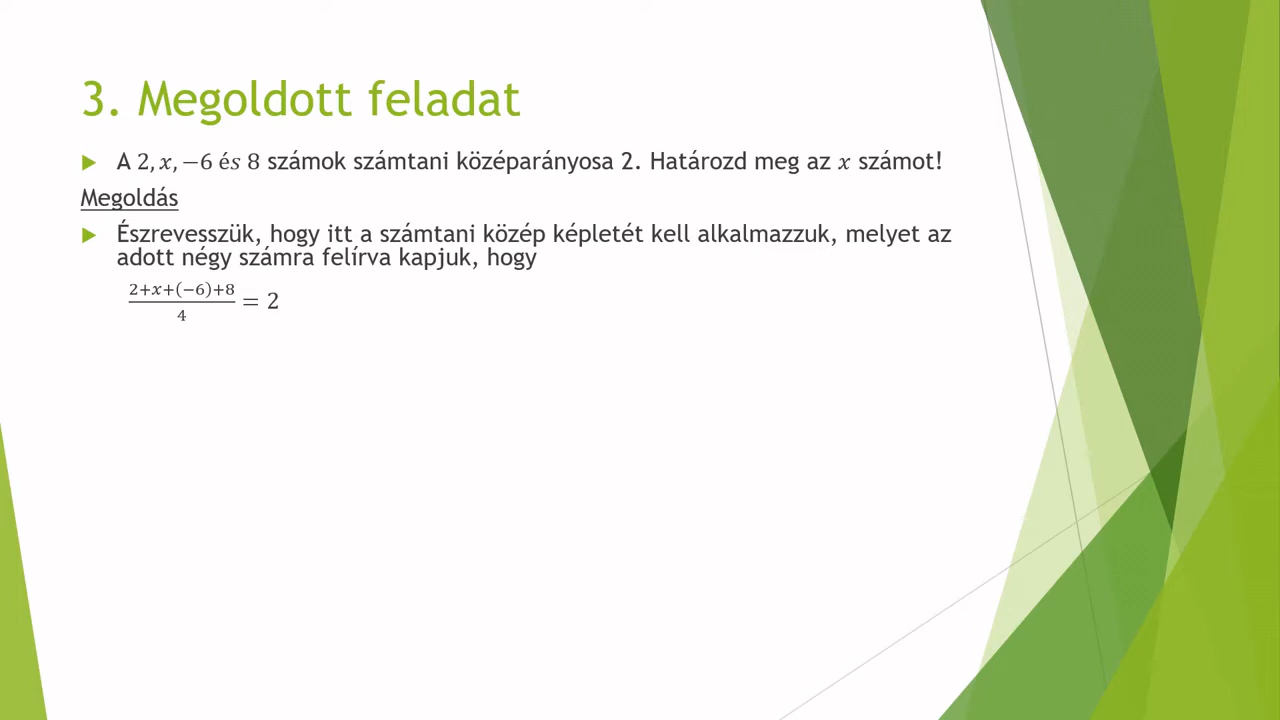 3. Megoldott feladat
A 2, x, −6 és 8 számok számtani középarányosa 2. Határozd meg az x számot!
Megoldás
Észrevesszük, hogy itt a számtani közép képletét kell alkalmazzuk, melyet az
adott négy számra felírva kapjuk, hogy
2+x+(−6)+8
4
= 2